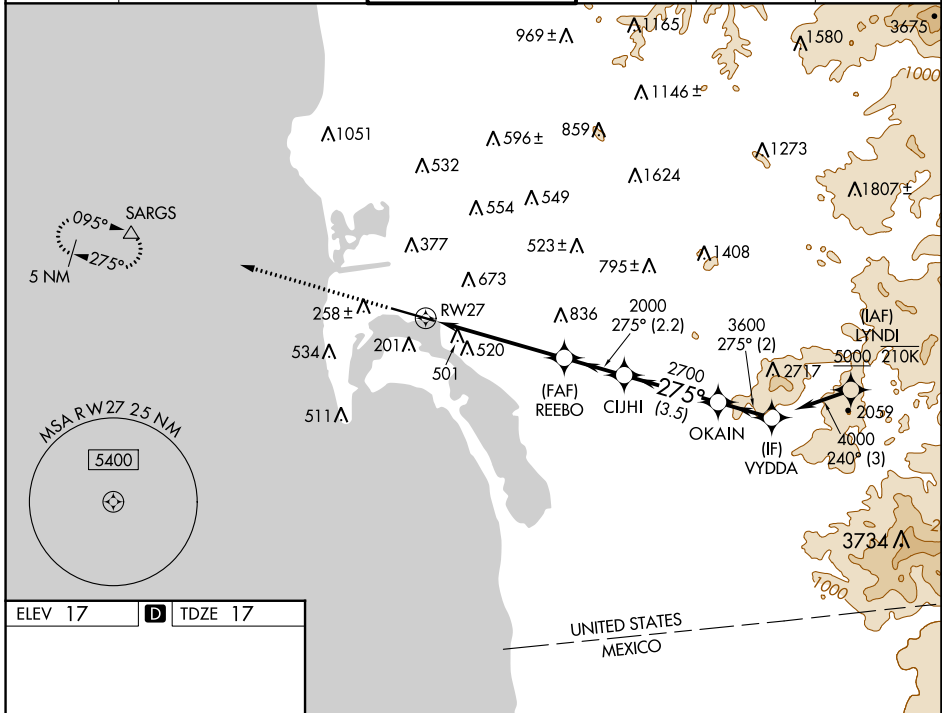 969 ±
1165
1580
3675
1000
1146 ±
1051
596 ±
859
532
1273
1624
1807 ±
554
549
095°
SARGS
275°
5 NM
377
523 ±
1408
795 ±
673
RW27
258 ±
836
2000
275° (2.2)
3600
275° (2)
(IAF)
LYNDI
5000 210K
534
201
520
501
2717
(FAF)
REEBO
CIJHI
2700
275°
(3.5)
OKAIN
(IF)
VYDDA
2059
4000
240° (3)
511
MSA RW27 25 NM
5400
3734
1000
2
ELEV 17 D TDZE 17
UNITED STATES
MEXICO